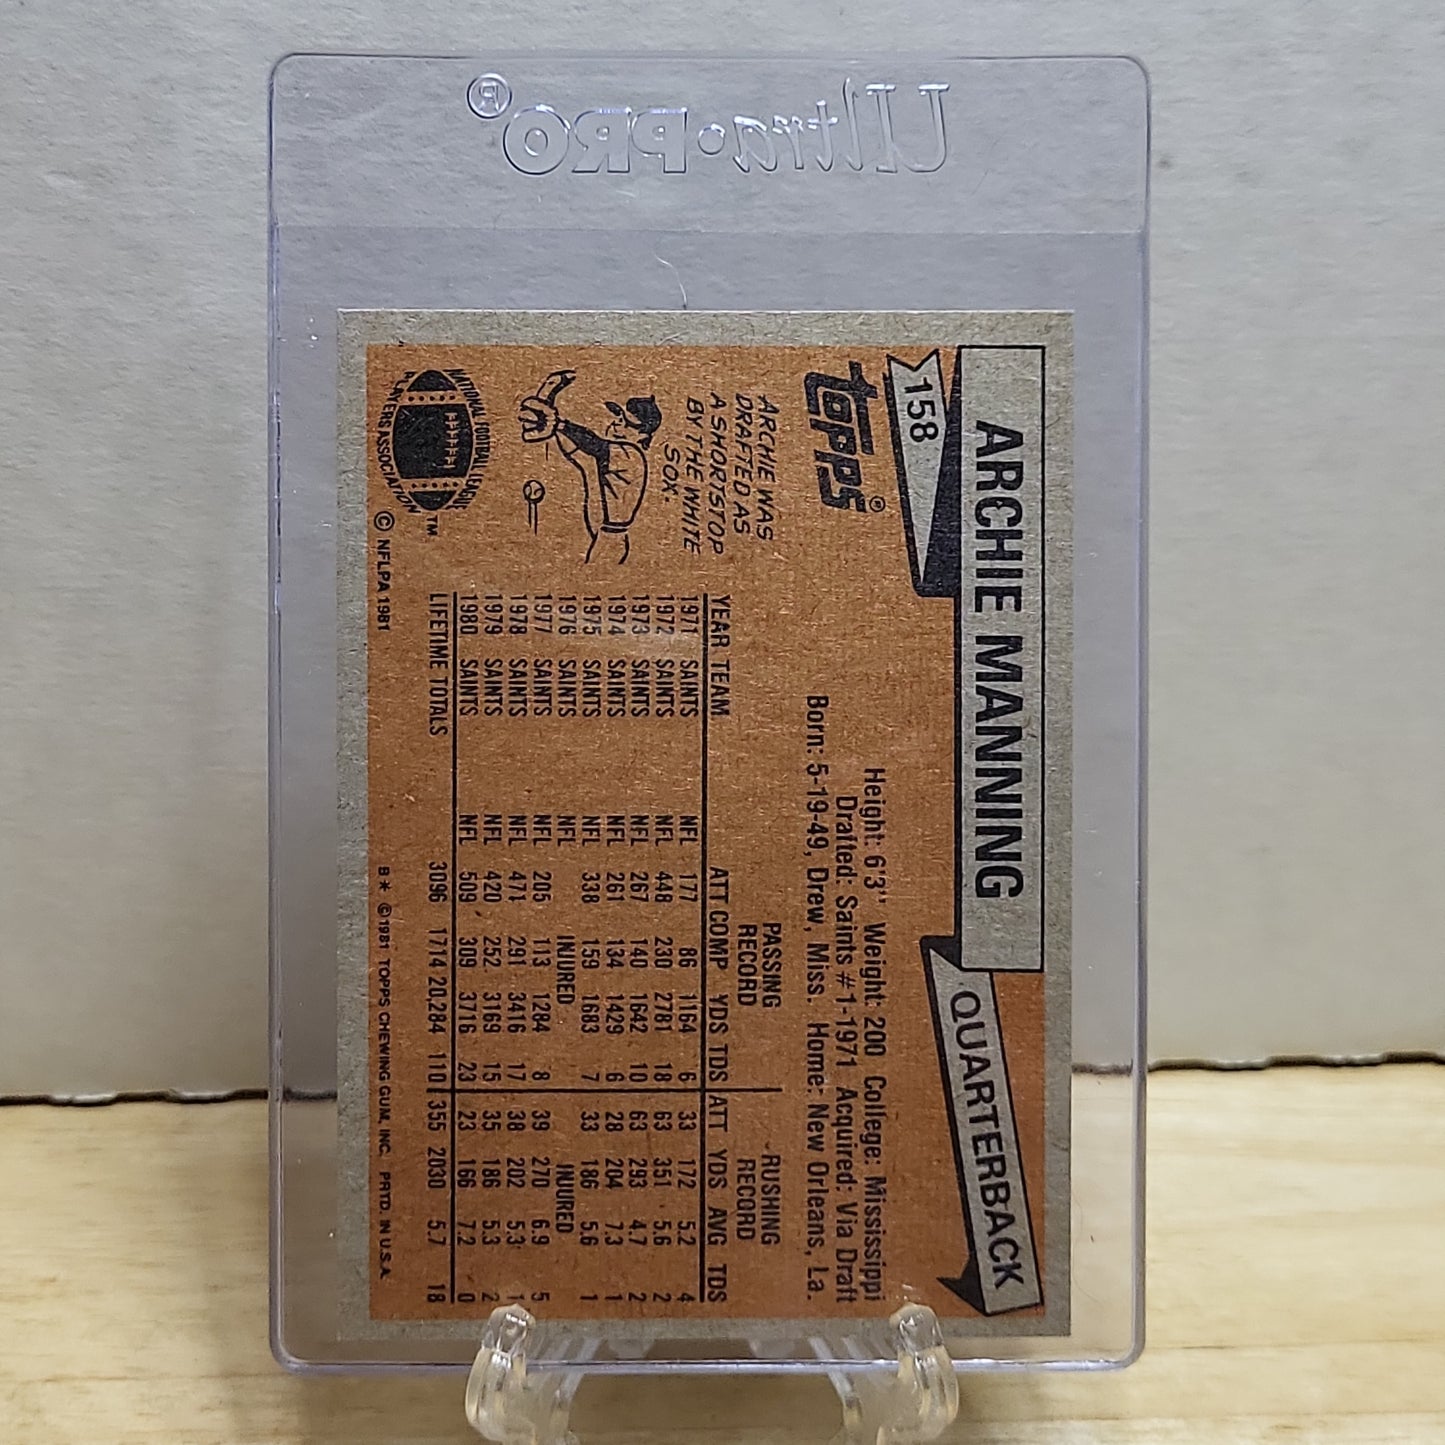 Ultra•PRO®
158
ARCHIE MANNING
QUARTERBACK
TOPPS®
Height: 6'3" Weight: 200 College: Mississippi
Drafted: Saints #1-1971 Acquired: Via Draft
Born: 5-19-49, Drew, Miss. Home: New Orleans, La.
ARCHIE WAS
DRAFTED AS
A SHORTSTOP
BY THE WHITE
SOX.
PASSING RUSHING
RECORD RECORD
YEAR TEAM ATT COMP YDS TDS ATT YDS AVG TDS
1971 SAINTS NFL 177 86 1164 6 33 172 5.2 4
1972 SAINTS NFL 448 230 2781 18 63 351 5.6 2
1973 SAINTS NFL 267 140 1642 10 63 293 4.7 2
1974 SAINTS NFL 261 134 1429 6 28 204 7.3 1
1975 SAINTS NFL 338 159 1683 7 33 186 5.6 1
1976 SAINTS NFL INJURED INJURED
1977 SAINTS NFL 205 113 1284 8 39 270 6.9 5
1978 SAINTS NFL 471 291 3416 17 38 202 5.3 1
1979 SAINTS NFL 420 252 3169 15 35 186 5.3 2
1980 SAINTS NFL 509 309 3716 23 23 166 7.2 0
LIFETIME TOTALS 3096 1714 20,284 110 355 2030 5.7 18
NATIONAL FOOTBALL LEAGUE
PLAYERS ASSOCIATION
TM
© NFLPA 1981
B* ©1981 TOPPS CHEWING GUM, INC. PRTD. IN U.S.A.